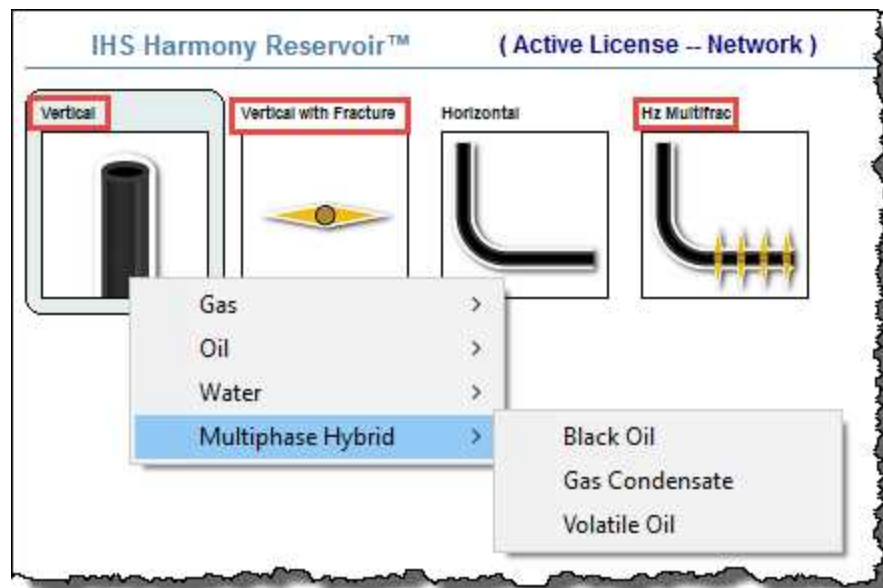 IHS Harmony Reservoir™ ( Active License -- Network )
Vertical Vertical with Fracture Horizontal Hz Multifrac
Gas >
Oil >
Water >
Multiphase Hybrid >
Black Oil
Gas Condensate
Volatile Oil